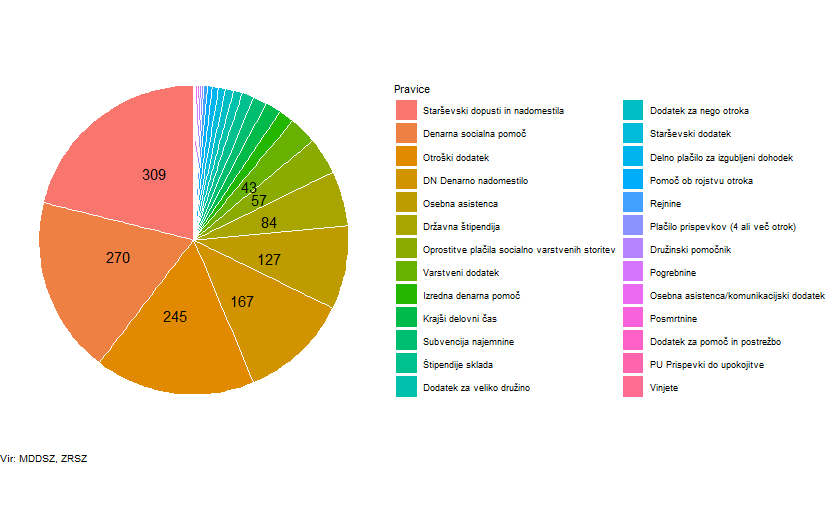 Pravice
Starševski dopusti in nadomestila
Denarna socialna pomoč
Otroški dodatek
DN Denarno nadomestilo
Osebna asistenca
Državna štipendija
Oprostitve plačila socialno varstvenih storitev
Varstveni dodatek
Izredna denarna pomoč
Krajši delovni čas
Subvencija najemnine
Štipendije sklada
Dodatek za veliko družino
Dodatek za nego otroka
Starševski dodatek
Delno plačilo za izgubljeni dohodek
Pomoč ob rojstvu otroka
Rejnine
Plačilo prispevkov (4 ali več otrok)
Družinski pomočnik
Pogrebnine
Osebna asistenca/komunikacijski dodatek
Posmrtnine
Dodatek za pomoč in postrežbo
PU Prispevki do upokojitve
Vinjete
309
270
245
167
127
84
57
43
Vir: MDDSZ, ZRSZ